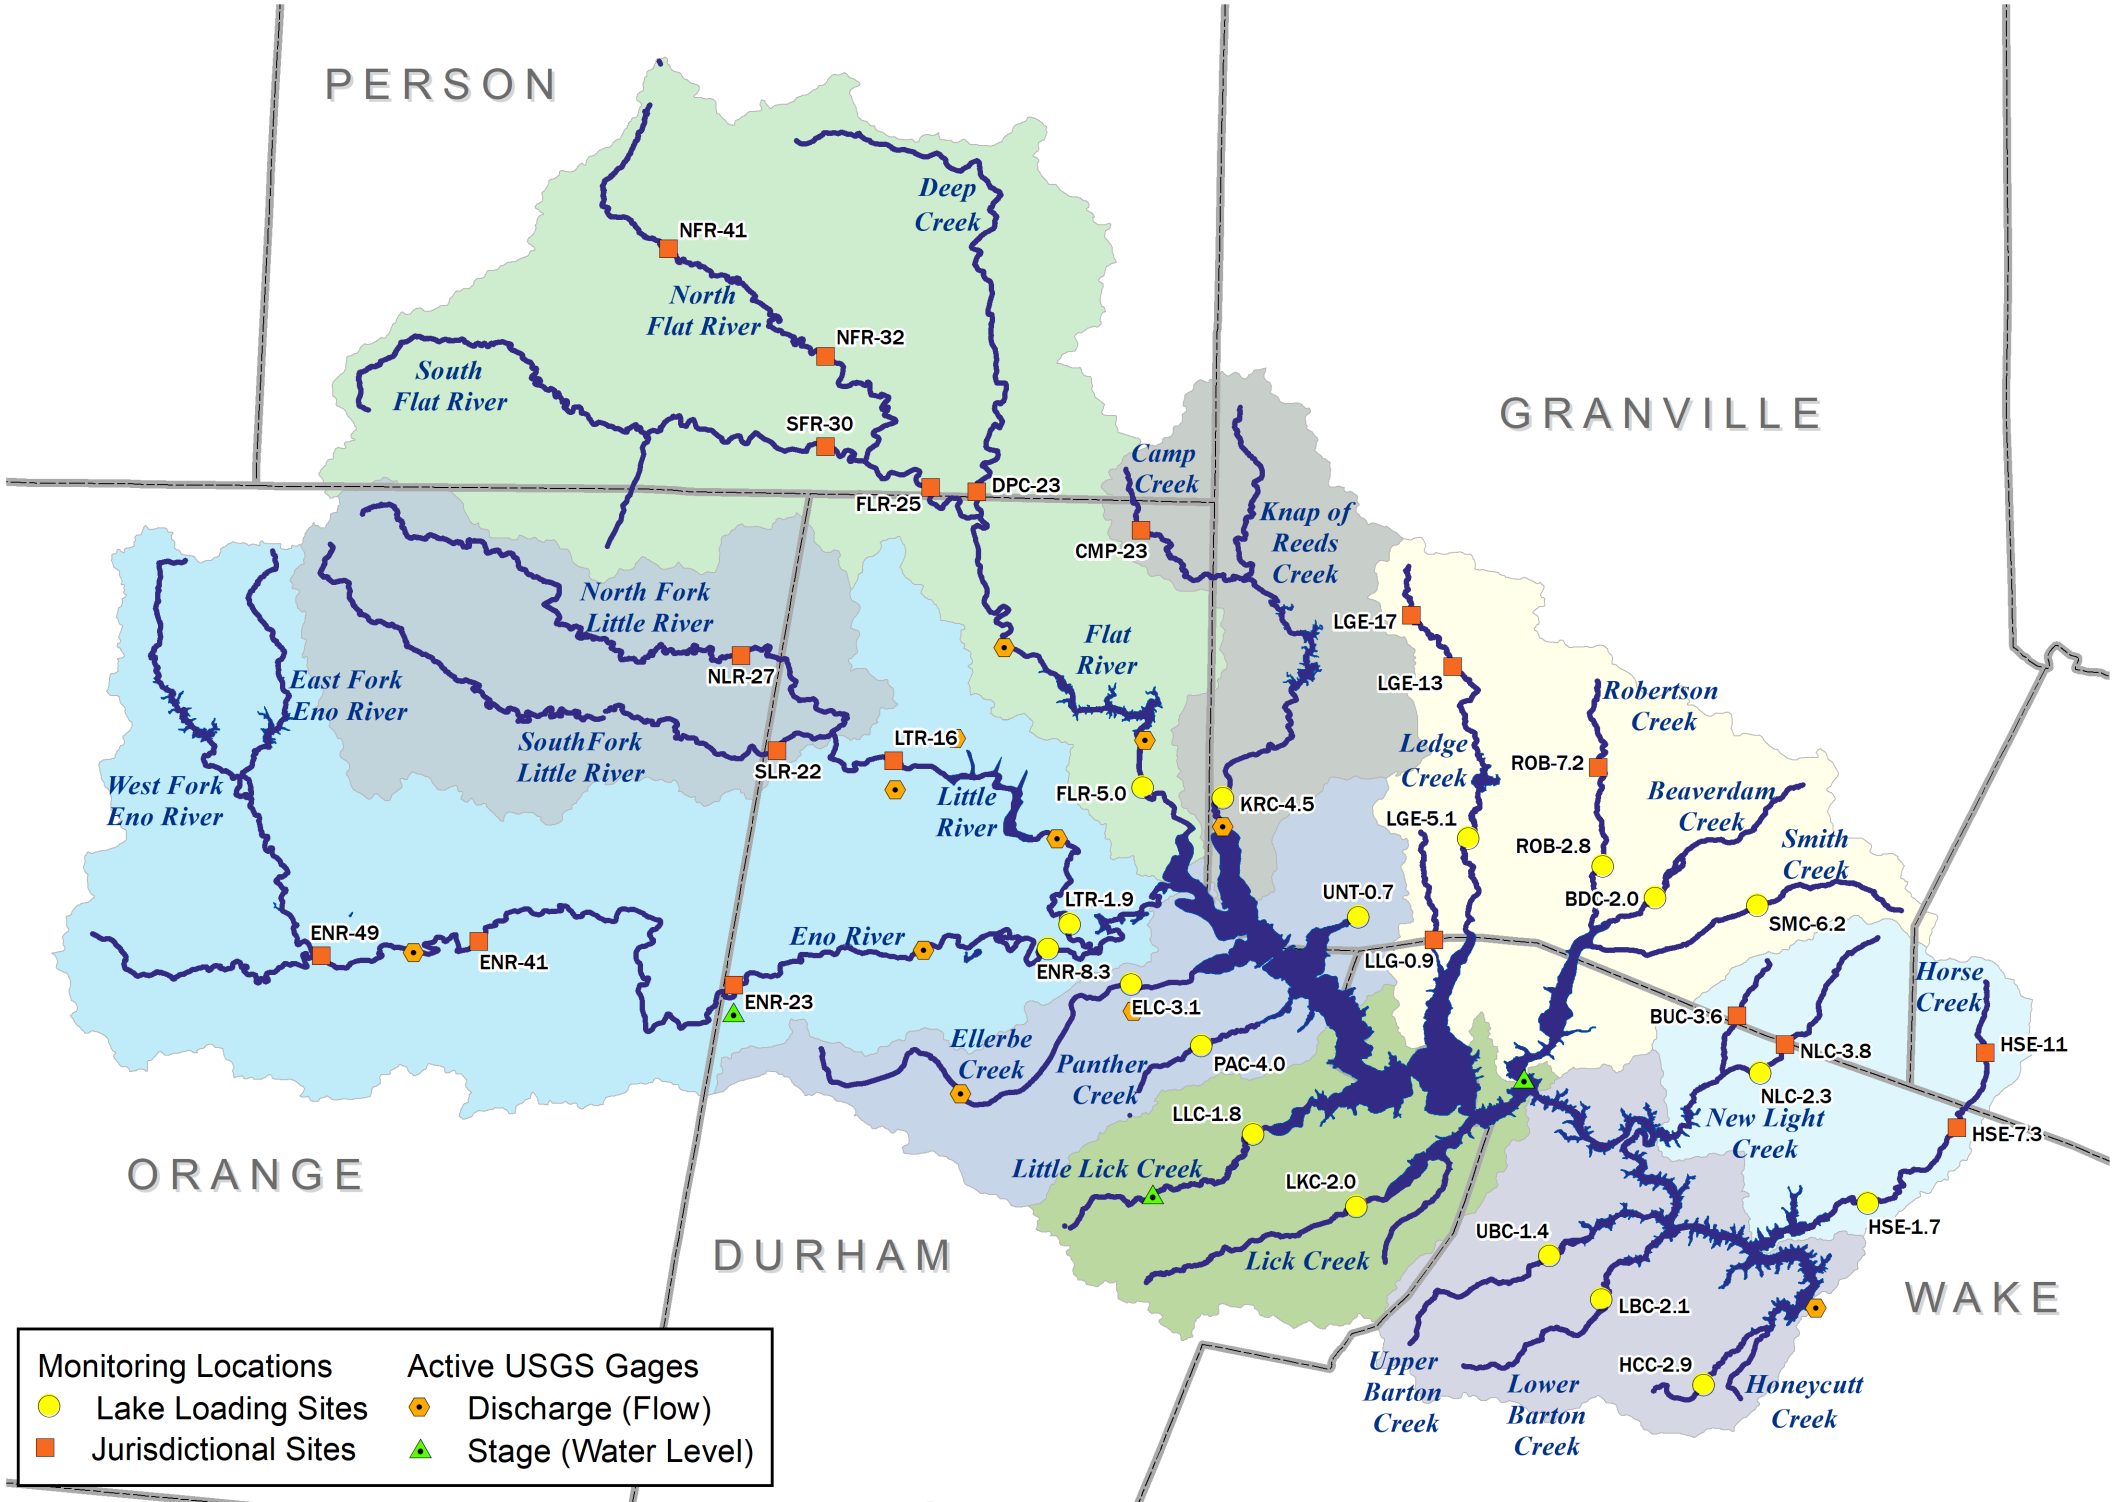 PERSON
Deep
Creek
NFR-41
North
Flat River
NFR-32
South
Flat River
GRANVILLE
SFR-30
Camp
Creek
DPC-23
FLR-25
Knap of
Reeds
Creek
CMP-23
North Fork
Little River
LGE-17
Flat
River
NLR-27
LGE-13
East Fork
Eno River
Robertson
Creek
SouthFork
Little River
LTR-16
SLR-22
Ledge
Creek
ROB-7.2
West Fork
Eno River
Little
River
FLR-5.0
KRC-4.5
Beaverdam
Creek
LGE-5.1
ROB-2.8
Smith
Creek
UNT-0.7
LTR-1.9
BDC-2.0
SMC-6.2
ENR-49
Eno River
ENR-41
ENR-8.3
LLG-0.9
Horse
Creek
ENR-23
ELC-3.1
BUC-3.6
Ellerbe
Creek
Panther
Creek
PAC-4.0
NLC-3.8
HSE-11
NLC-2.3
LLC-1.8
New Light
Creek
HSE-7.3
ORANGE
Little Lick Creek
LKC-2.0
UBC-1.4
HSE-1.7
DURHAM
Lick Creek
WAKE
LBC-2.1
Upper
Barton
Creek
HCC-2.9
Lower
Barton
Creek
Honeycutt
Creek
Monitoring Locations
Lake Loading Sites
Jurisdictional Sites
Active USGS Gages
Discharge (Flow)
Stage (Water Level)